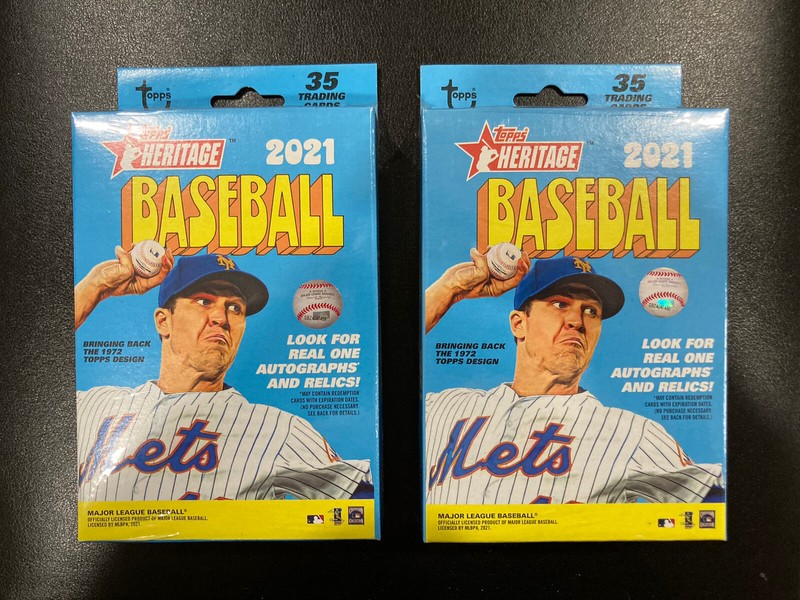 topps
35
TRADING
CARDS
Topps
HERITAGE™
2021
BASEBALL
BRINGING BACK
THE 1972
TOPPS DESIGN
LOOK FOR
REAL ONE
AUTOGRAPHS*
AND RELICS!
*MAY CONTAIN REDEMPTION
CARDS WITH EXPIRATION DATES.
(NO PURCHASE NECESSARY.
SEE BACK FOR DETAILS.)
Mets
MAJOR LEAGUE BASEBALL®
OFFICIALLY LICENSED PRODUCT OF MAJOR LEAGUE BASEBALL.
LICENSED BY MLBPA, 2021.
topps
35
TRADING
CARDS
Topps
HERITAGE™
2021
BASEBALL
BRINGING BACK
THE 1972
TOPPS DESIGN
LOOK FOR
REAL ONE
AUTOGRAPHS*
AND RELICS!
*MAY CONTAIN REDEMPTION
CARDS WITH EXPIRATION DATES.
(NO PURCHASE NECESSARY.
SEE BACK FOR DETAILS.)
Mets
MAJOR LEAGUE BASEBALL®
OFFICIALLY LICENSED PRODUCT OF MAJOR LEAGUE BASEBALL.
LICENSED BY MLBPA, 2021.